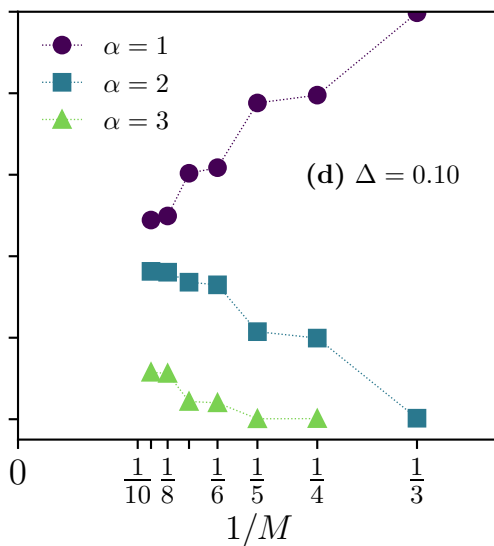 α = 1
α = 2
α = 3
(d) Δ = 0.10
0
1/10
1/8
1/6
1/5
1/4
1/3
1/M